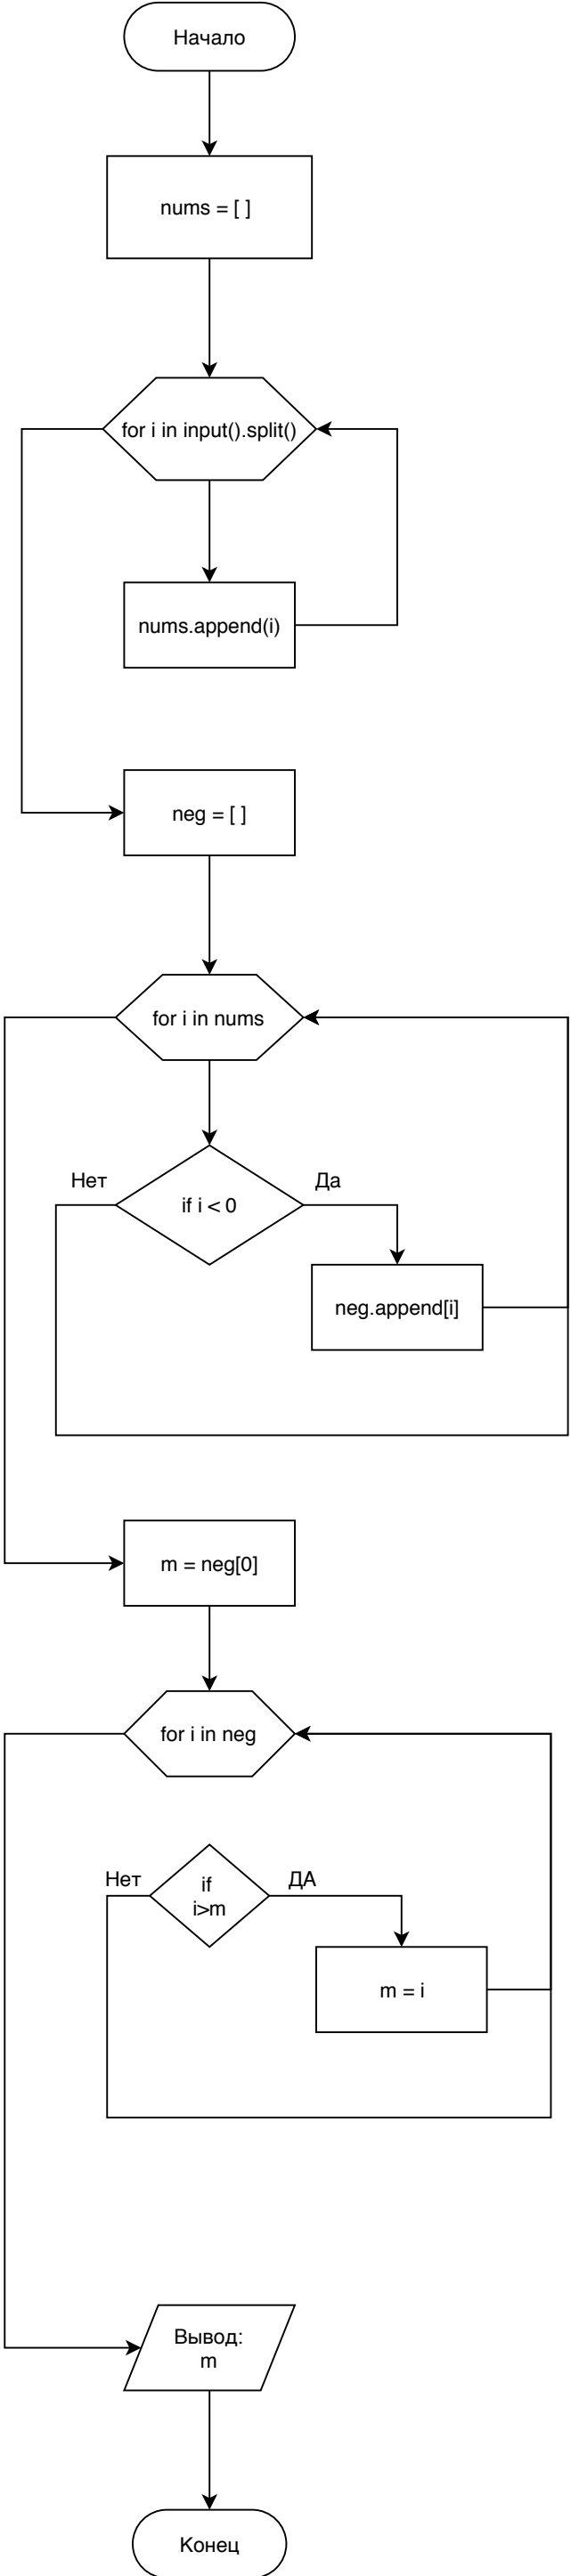 Начало
nums = [ ]
for i in input().split()
nums.append(i)
neg = [ ]
for i in nums
Нет
Да
if i < 0
neg.append[i]
m = neg[0]
for i in neg
Нет
ДА
if
i>m
m = i
Вывод:
m
Конец